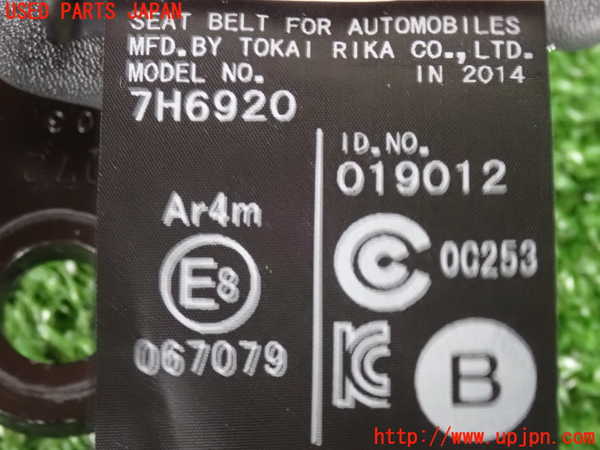 USED PARTS JAPAN
SEAT BELT FOR AUTOMOBILES
MFD.BY TOKAI RIKA CO.,LTD.
MODEL NO. IN 2014
7H6920
ID.NO.
019012
Ar4m
E8
067079
C 00253
KC
B
http://www.upjpn.com/